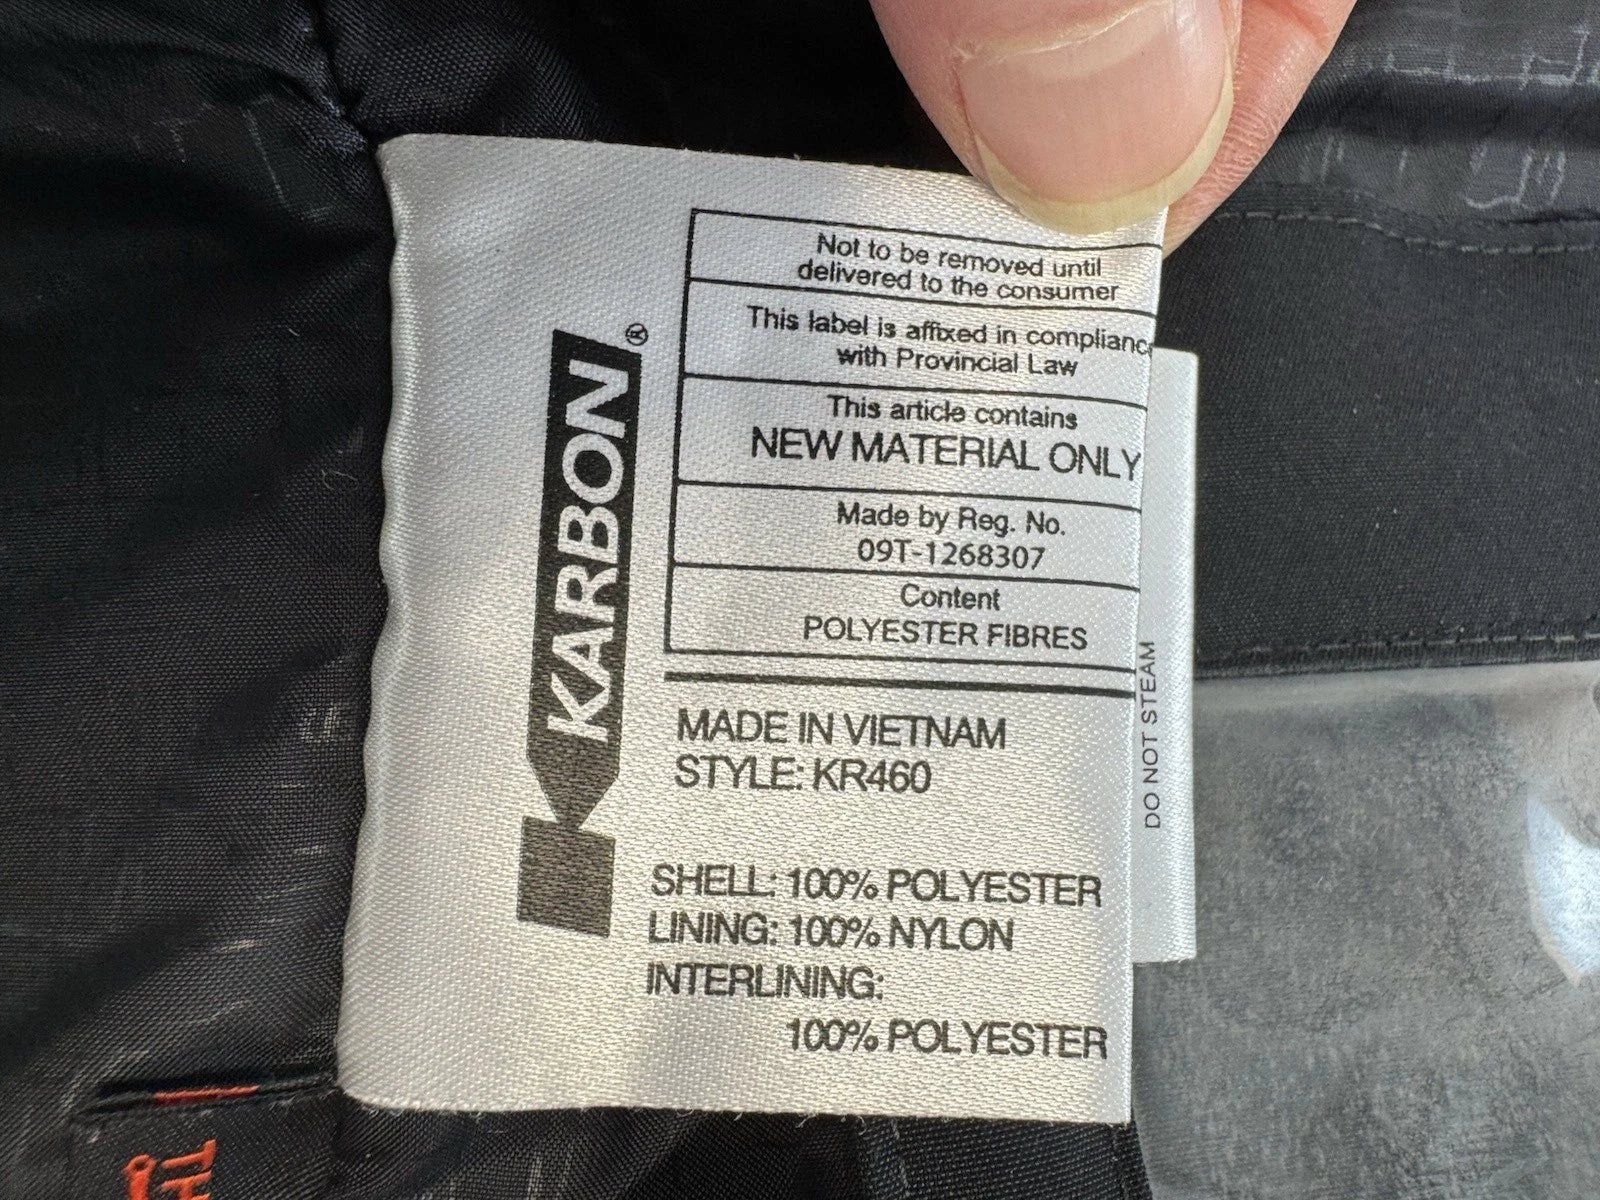 KARBON®
Not to be removed until
delivered to the consumer
This label is affixed in compliance
with Provincial Law
This article contains
NEW MATERIAL ONLY
Made by Reg. No.
09T-1268307
Content
POLYESTER FIBRES
MADE IN VIETNAM
STYLE: KR460
SHELL: 100% POLYESTER
LINING: 100% NYLON
INTERLINING:
100% POLYESTER
DO NOT STEAM